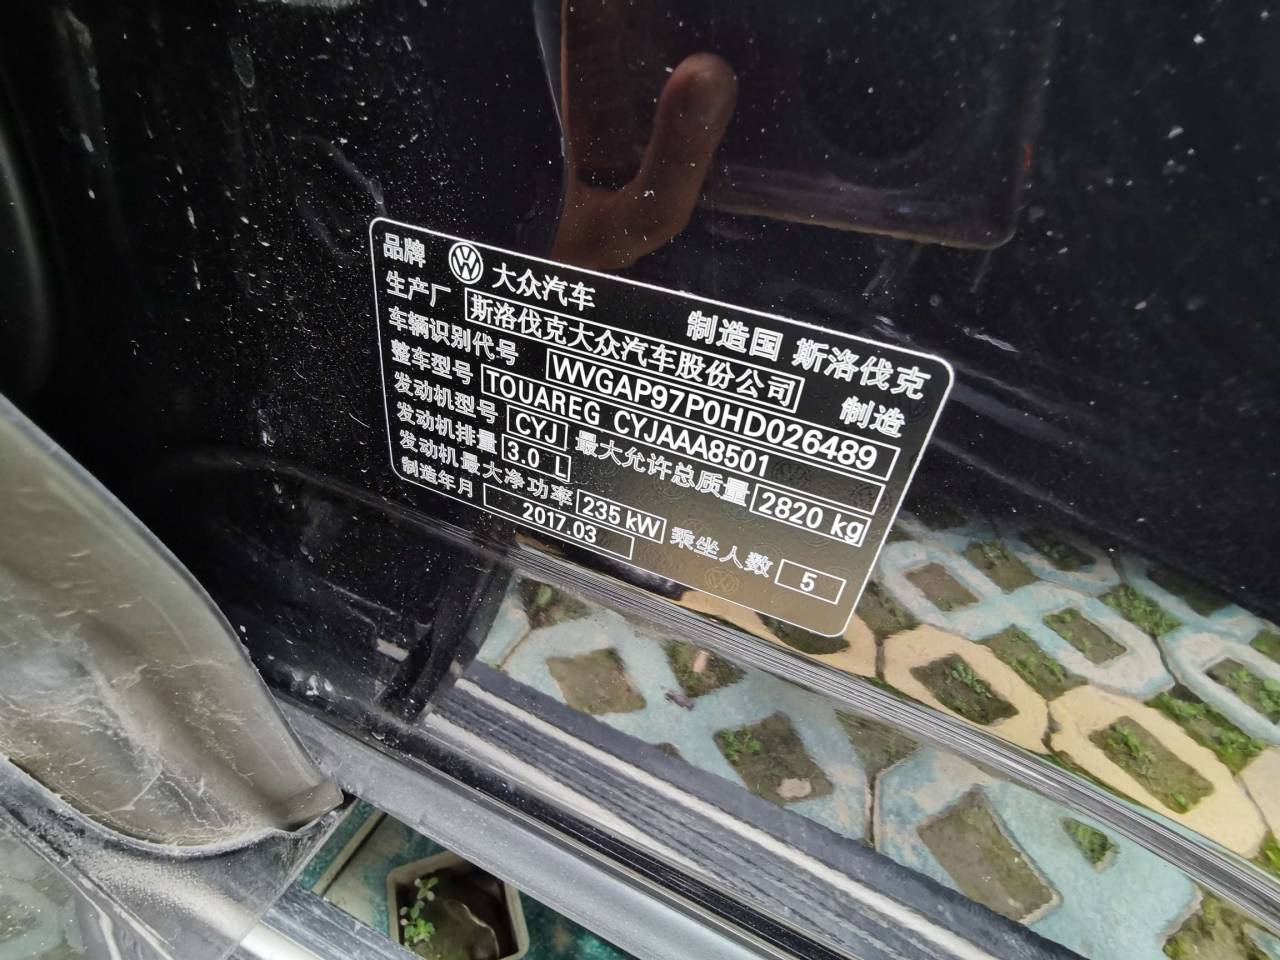 品牌 大众汽车 制造国 斯洛伐克
生产厂 斯洛伐克大众汽车股份公司 制造
车辆识别代号 WVGAP97P0HD026489
整车型号 TOUAREG CYJAAA8501
发动机型号 CYJ 最大允许总质量 2820 kg
发动机排量 3.0 L
发动机最大净功率 235 kW 乘坐人数 5
制造年月 2017.03